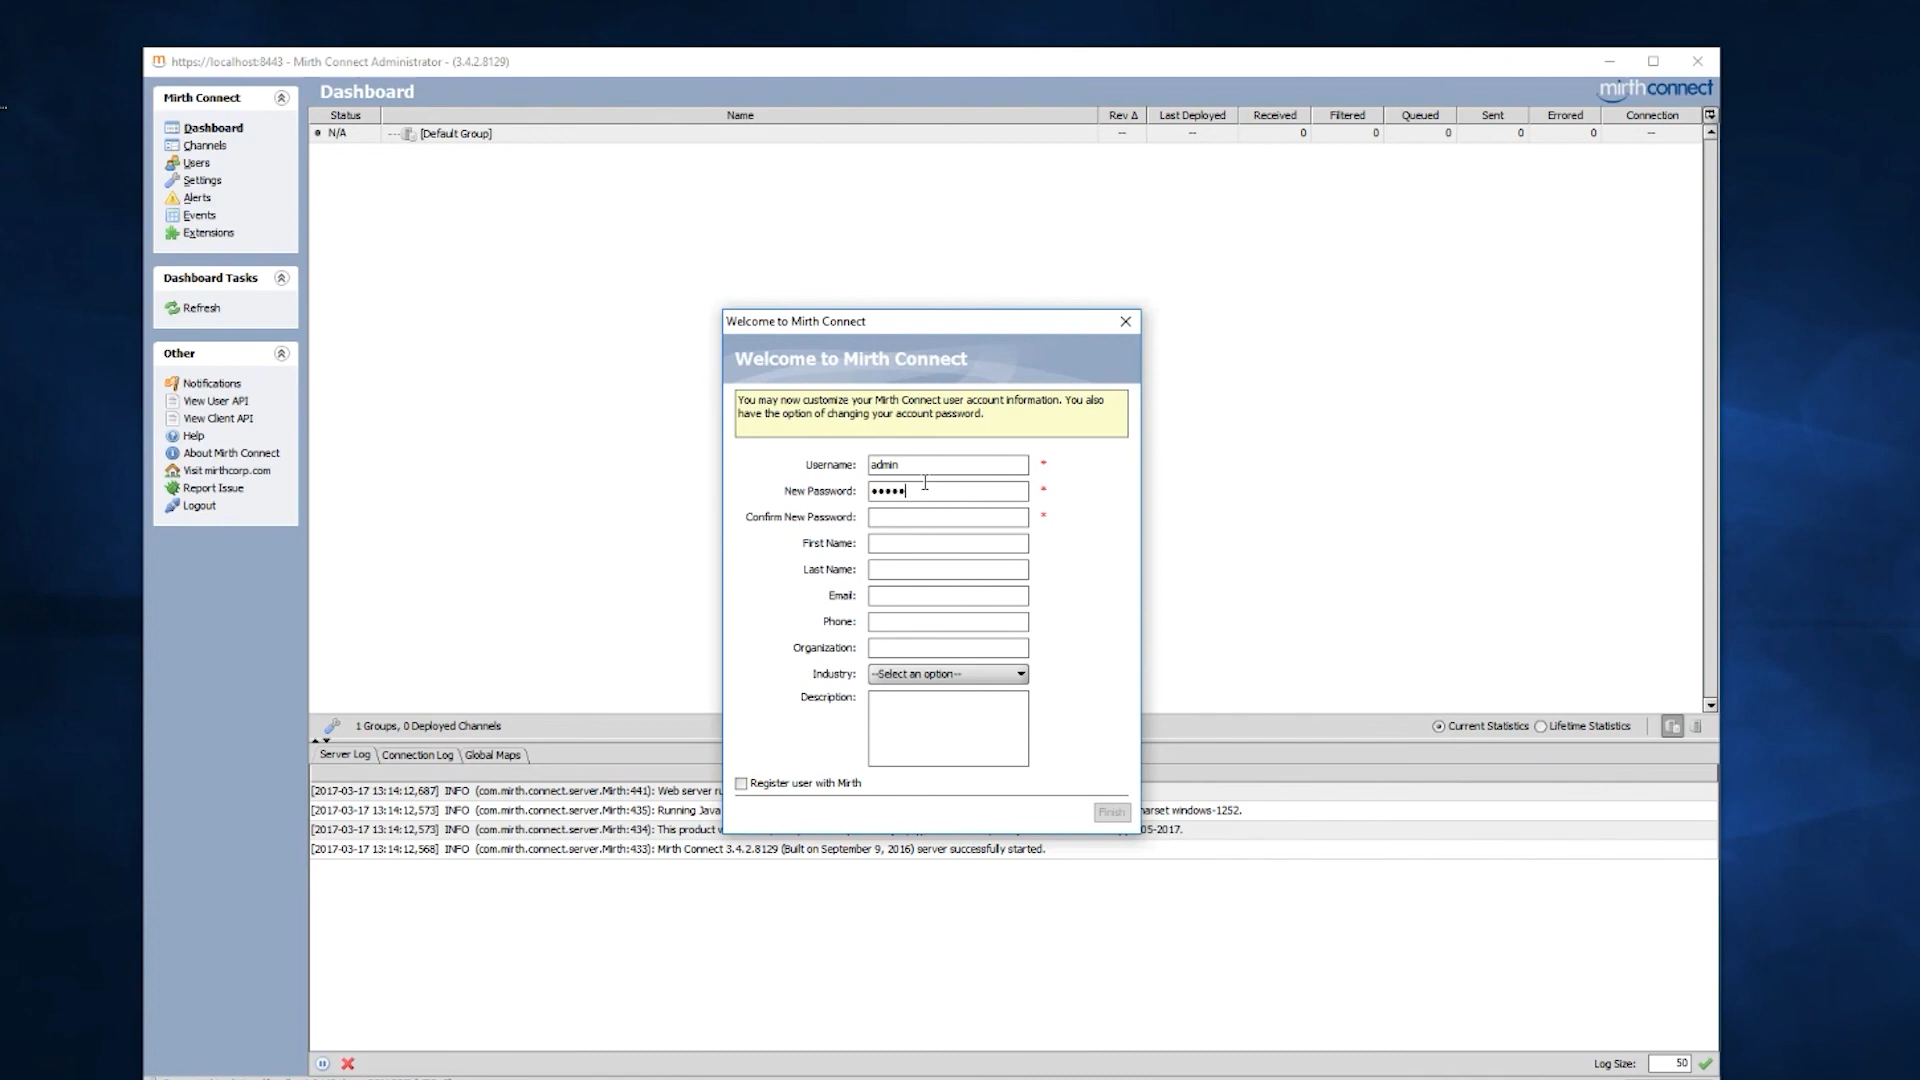 https://localhost:8443 - Mirth Connect Administrator - (3.4.2.8129)
Mirth Connect
Dashboard
Channels
Users
Settings
Alerts
Events
Extensions
Dashboard Tasks
Refresh
Other
Notifications
View User API
View Client API
Help
About Mirth Connect
Visit mirthcorp.com
Report Issue
Logout
Dashboard
mirth connect
Status Name Rev Δ Last Deployed Received Filtered Queued Sent Errored Connection
N/A [Default Group] -- -- 0 0 0 0 0 --
Welcome to Mirth Connect
Welcome to Mirth Connect
You may now customize your Mirth Connect user account information. You also
have the option of changing your account password.
Username: admin *
New Password: ••••• *
Confirm New Password: *
First Name:
Last Name:
Email:
Phone:
Organization:
Industry: --Select an option--
Description:
Register user with Mirth
Finish
1 Groups, 0 Deployed Channels
Current Statistics Lifetime Statistics
Server Log Connection Log Global Maps
[2017-03-17 13:14:12,687] INFO (com.mirth.connect.server.Mirth:441): Web server
[2017-03-17 13:14:12,573] INFO (com.mirth.connect.server.Mirth:435): Running Java arset windows-1252.
[2017-03-17 13:14:12,573] INFO (com.mirth.connect.server.Mirth:434): This product 05-2017.
[2017-03-17 13:14:12,568] INFO (com.mirth.connect.server.Mirth:433): Mirth Connect 3.4.2.8129 (Built on September 9, 2016) server successfully started.
Log Size: 50